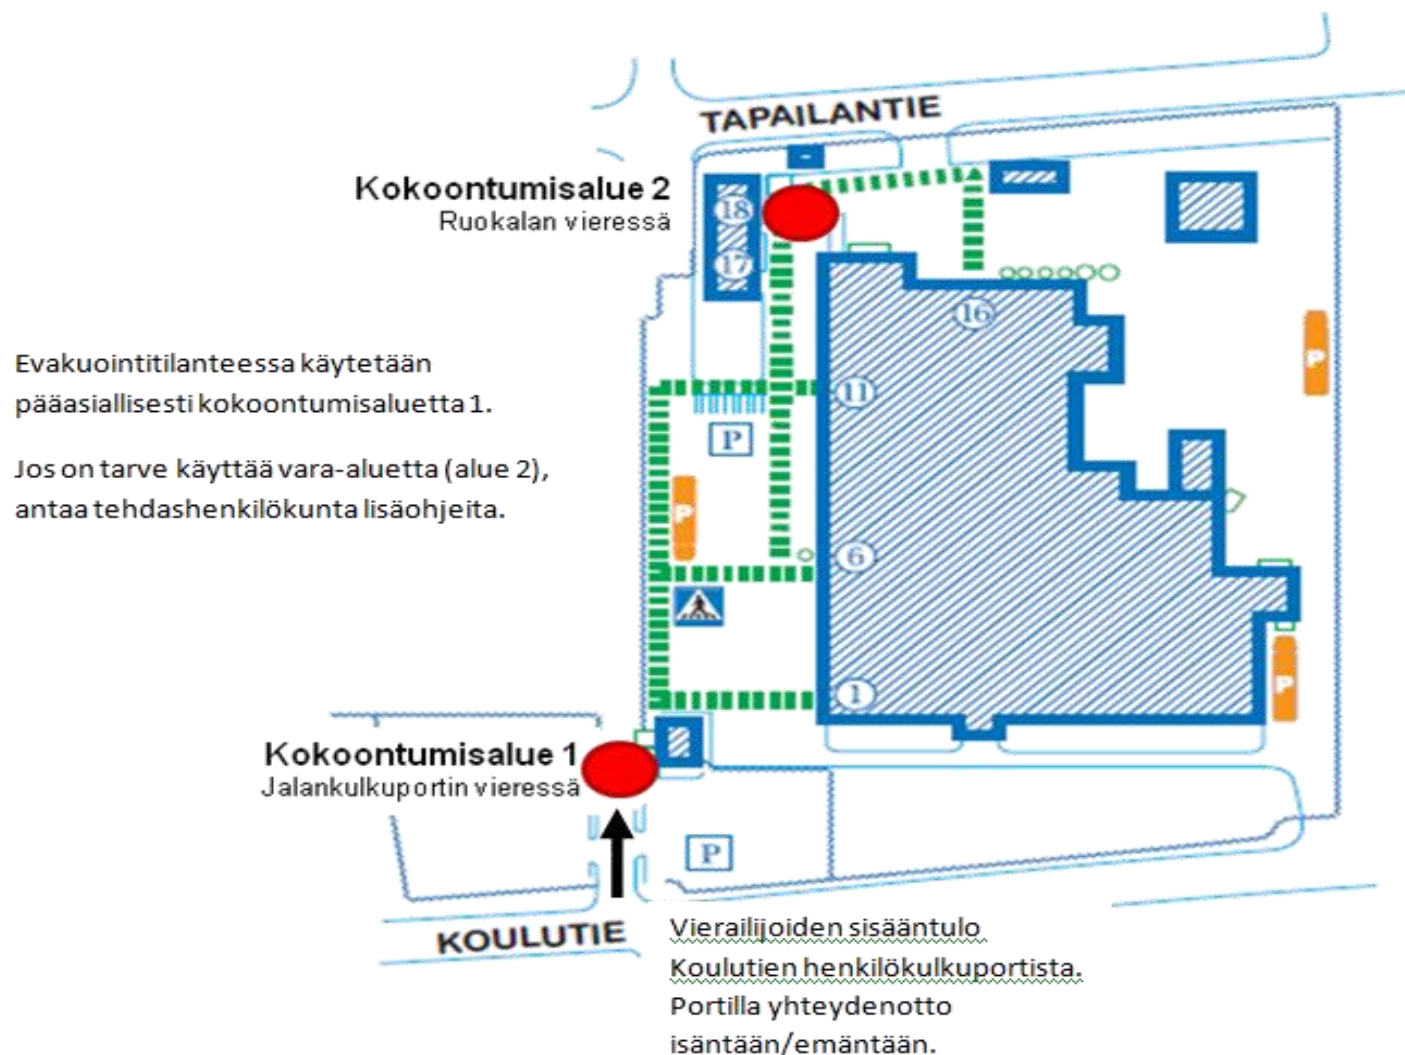 TAPAILANTIE
Kokoontumisalue 2
Ruokalan vieressä
18
17
16
Evakuointitilanteessa käytetään
pääasiallisesti kokoontumisaluetta 1.
Jos on tarve käyttää vara-aluetta (alue 2),
antaa tehdashenkilökunta lisäohjeita.
P
11
P
P
6
1
P
Kokoontumisalue 1
Jalankulkuportin vieressä
P
KOULUTIE
Vierailijoiden sisääntulo
Koulutien henkilökulkuportista.
Portilla yhteydenotto
isäntään/emäntään.